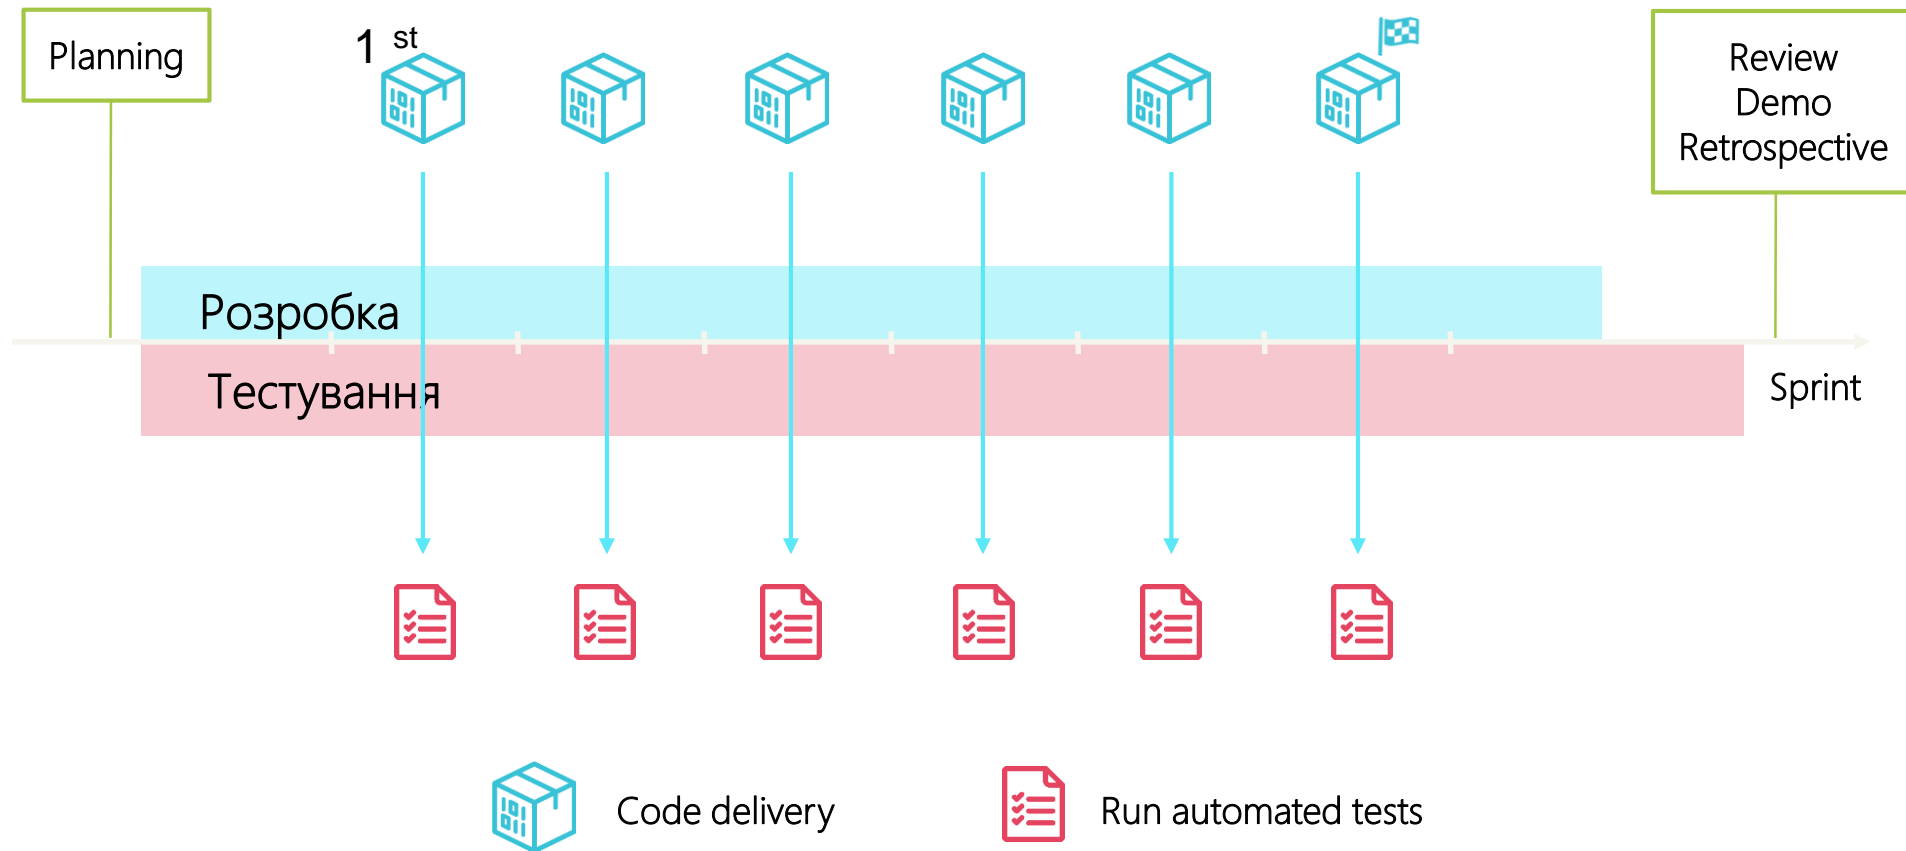 Planning
1 st
Review
Demo
Retrospective
Розробка
Тестування
Sprint
Code delivery
Run automated tests